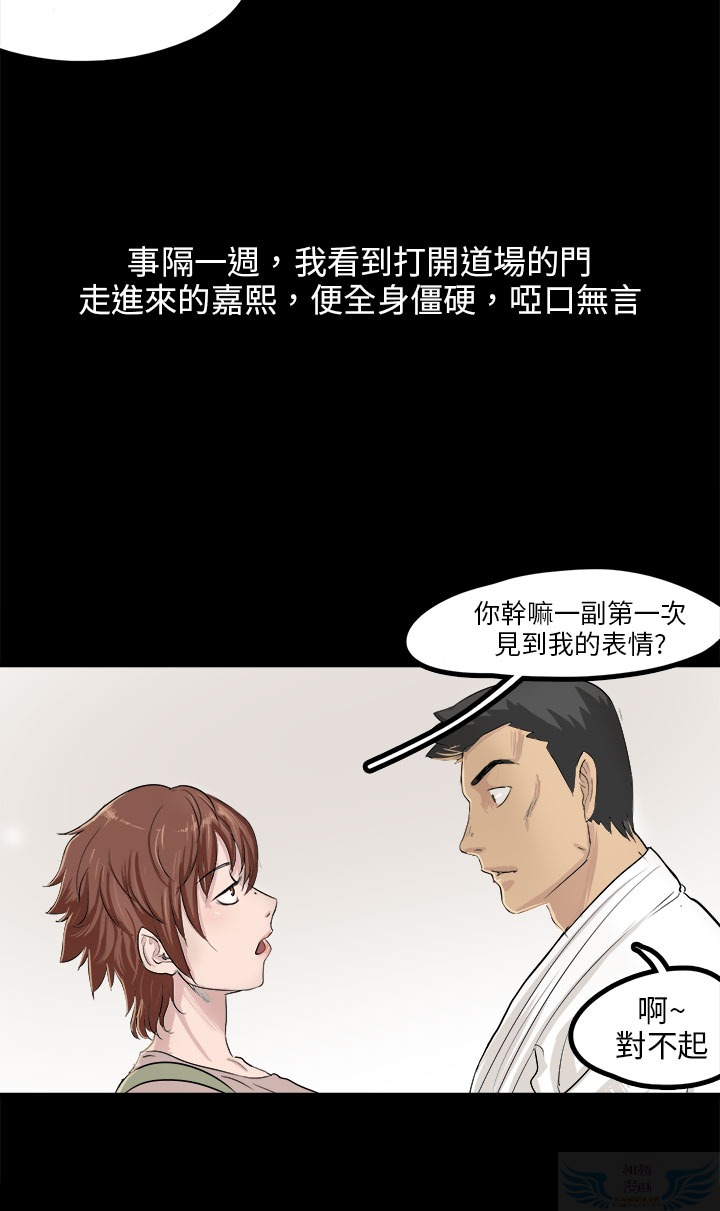 事隔一週，我看到打開道場的門
走進來的嘉熙，便全身僵硬，啞口無言
你幹嘛一副第一次
見到我的表情?
啊~
對不起
漫画